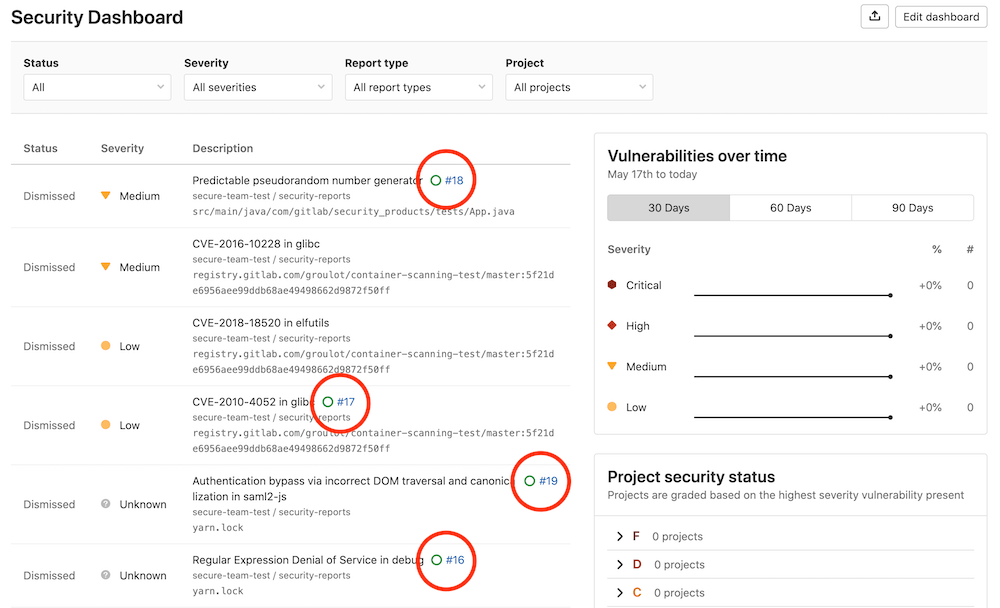 Security Dashboard
Edit dashboard
Status
Severity
Report type
Project
All
All severities
All report types
All projects
Status
Severity
Description
Dismissed
Medium
Predictable pseudorandom number generator #18
secure-team-test / security-reports
src/main/java/com/gitlab/security_products/tests/App.java
Dismissed
Medium
CVE-2016-10228 in glibc
secure-team-test / security-reports
registry.gitlab.com/groulot/container-scanning-test/master:5f21d
e6956aee99ddb68ae49498662d9872f50ff
Dismissed
Low
CVE-2018-18520 in elfutils
secure-team-test / security-reports
registry.gitlab.com/groulot/container-scanning-test/master:5f21d
e6956aee99ddb68ae49498662d9872f50ff
Dismissed
Low
CVE-2010-4052 in glibc #17
secure-team-test / security-reports
registry.gitlab.com/groulot/container-scanning-test/master:5f21d
e6956aee99ddb68ae49498662d9872f50ff
Dismissed
Unknown
Authentication bypass via incorrect DOM traversal and canonica #19
lization in saml2-js
secure-team-test / security-reports
yarn.lock
Dismissed
Unknown
Regular Expression Denial of Service in debug #16
secure-team-test / security-reports
yarn.lock
Vulnerabilities over time
May 17th to today
30 Days
60 Days
90 Days
Severity % #
Critical +0% 0
High +0% 0
Medium +0% 0
Low +0% 0
Project security status
Projects are graded based on the highest severity vulnerability present
F 0 projects
D 0 projects
C 0 projects